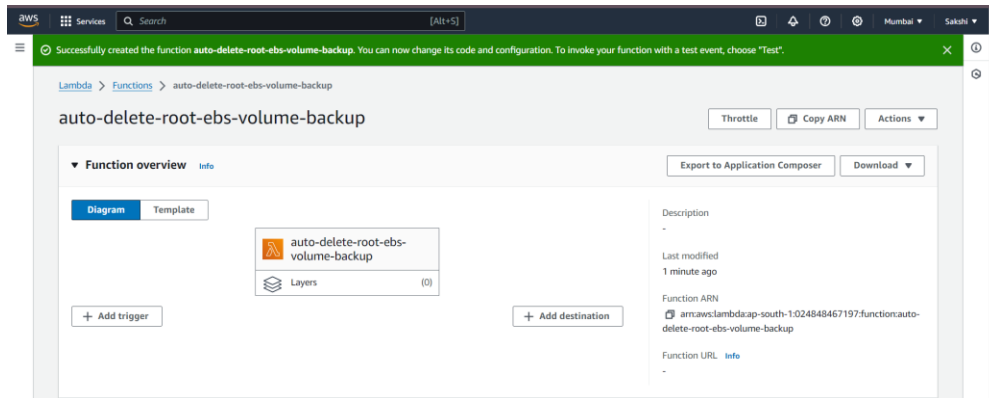 aws
Services
Search
[Alt+S]
Mumbai ▼
Sakshi ▼
Successfully created the function auto-delete-root-ebs-volume-backup. You can now change its code and configuration. To invoke your function with a test event, choose "Test".
Lambda > Functions > auto-delete-root-ebs-volume-backup
auto-delete-root-ebs-volume-backup
Throttle
Copy ARN
Actions ▼
▼ Function overview Info
Export to Application Composer
Download ▼
Diagram
Template
auto-delete-root-ebs-
volume-backup
Layers (0)
+ Add trigger
+ Add destination
Description
-
Last modified
1 minute ago
Function ARN
arn:aws:lambda:ap-south-1:024848467197:function:auto-
delete-root-ebs-volume-backup
Function URL Info
-